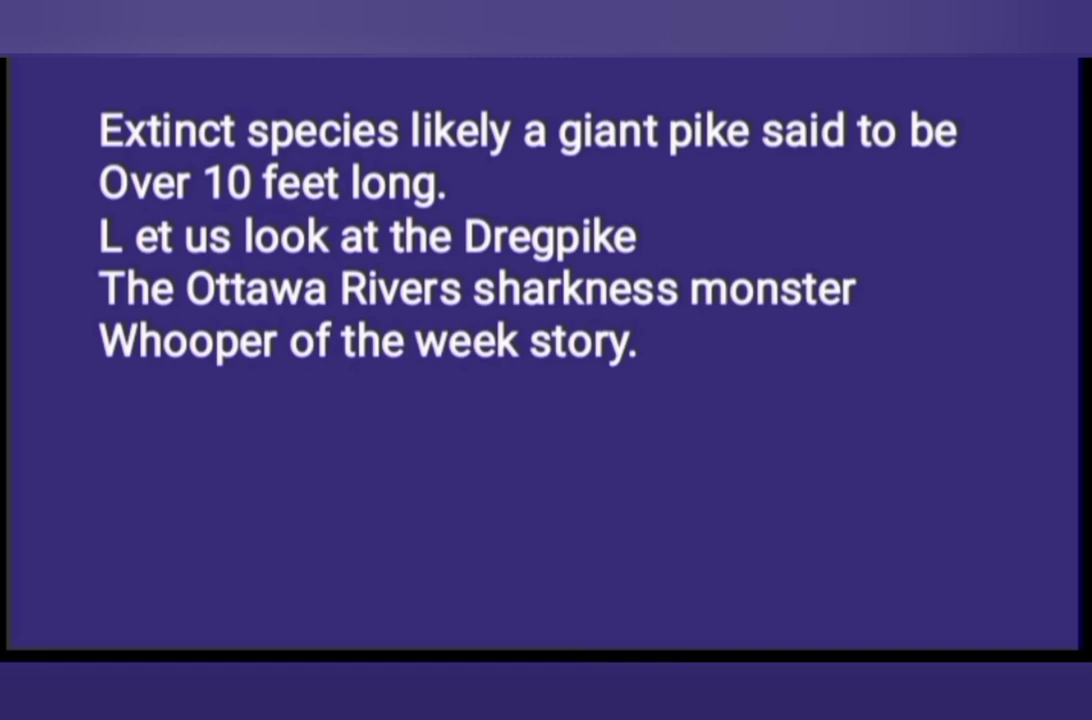 Extinct species likely a giant pike said to be
Over 10 feet long.
L et us look at the Dregpike
The Ottawa Rivers sharkness monster
Whooper of the week story.